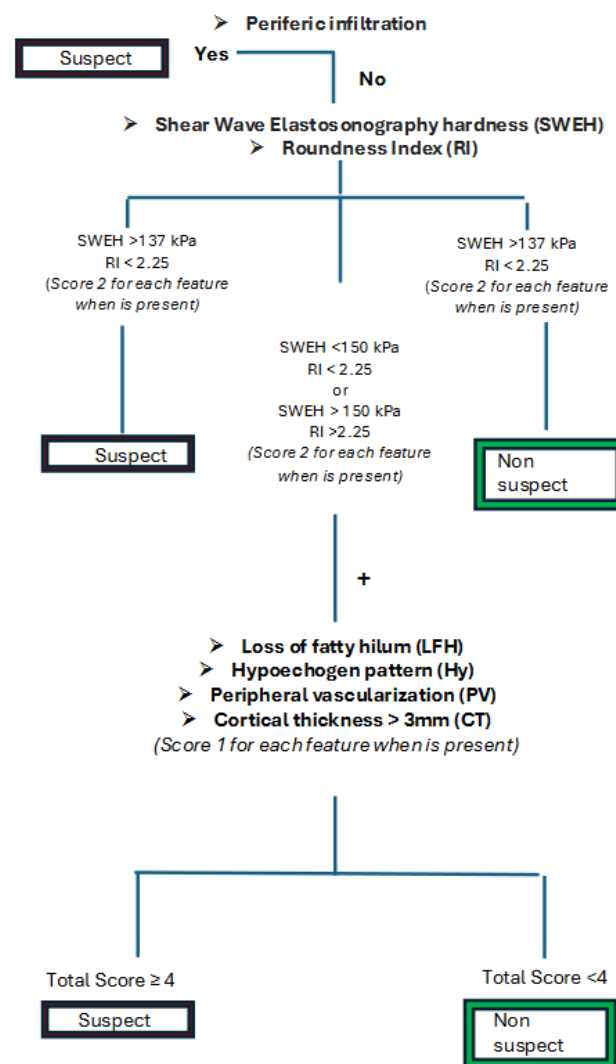 ➤ Periferic infiltration
Suspect
Yes
No
➤ Shear Wave Elastosonography hardness (SWEH)
➤ Roundness Index (RI)
SWEH >137 kPa
RI < 2.25
(Score 2 for each feature
when is present)
SWEH >137 kPa
RI < 2.25
(Score 2 for each feature
when is present)
SWEH <150 kPa
RI < 2.25
or
SWEH > 150 kPa
RI >2.25
(Score 2 for each feature
when is present)
Suspect
Non
suspect
+
➤ Loss of fatty hilum (LFH)
➤ Hypoechogen pattern (Hy)
➤ Peripheral vascularization (PV)
➤ Cortical thickness > 3mm (CT)
(Score 1 for each feature when is present)
Total Score ≥ 4
Total Score <4
Suspect
Non
suspect